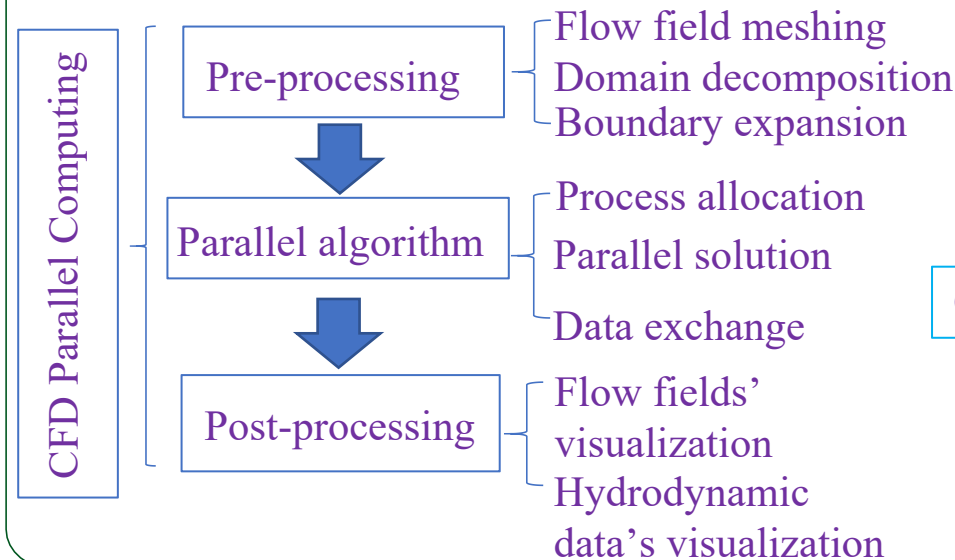 CFD Parallel Computing
Pre-processing
Flow field meshing
Domain decomposition
Boundary expansion
Parallel algorithm
Process allocation
Parallel solution
Data exchange
Post-processing
Flow fields’
visualization
Hydrodynamic
data’s visualization